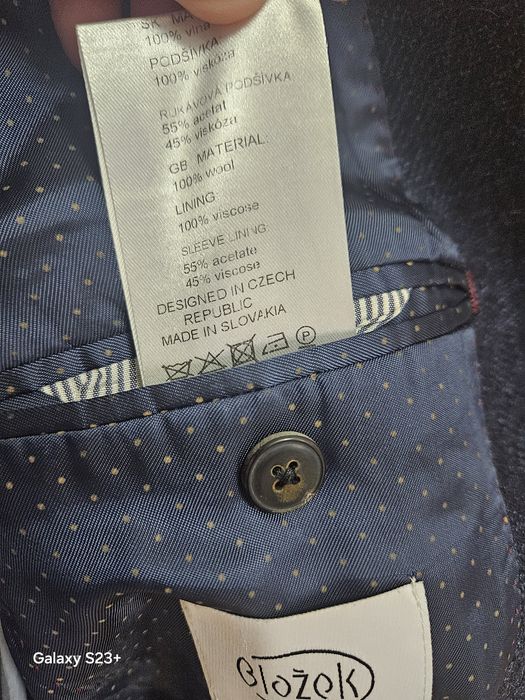 SK MA
100% vlna
PODŠÍVKA
100% viskóza
RUKÁVOVÁ PODŠÍVKA:
55% acetát
45% viskóza
GB MATERIAL:
100% wool
LINING:
100% viscose
SLEEVE LINING:
55% acetate
45% viscose
DESIGNED IN CZECH
REPUBLIC
MADE IN SLOVAKIA
P
Blažek
Galaxy S23+